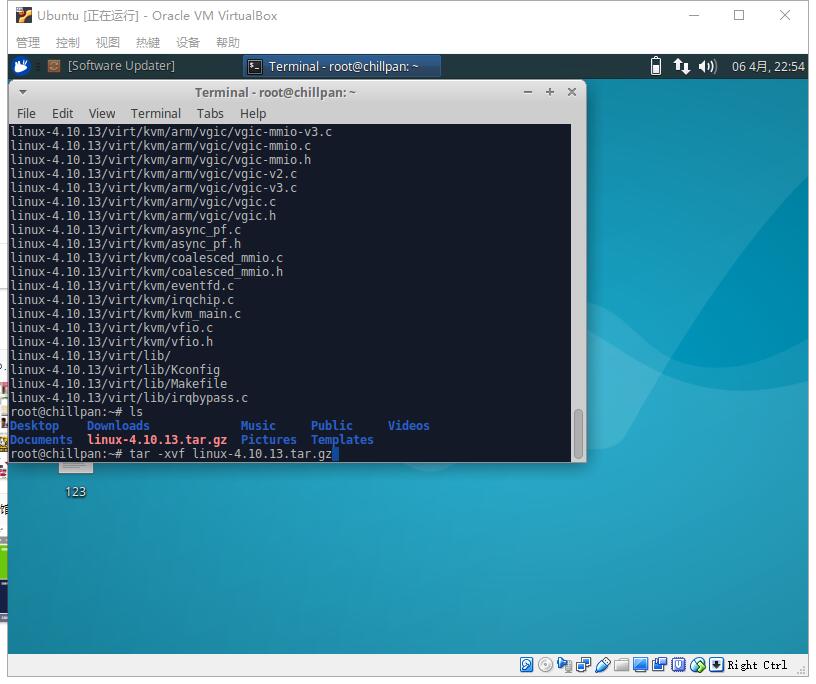 Ubuntu [正在运行] - Oracle VM VirtualBox
管理 控制 视图 热键 设备 帮助
[Software Updater] Terminal - root@chillpan: ~ 06 4月, 22:54
Terminal - root@chillpan: ~
File Edit View Terminal Tabs Help
linux-4.10.13/virt/kvm/arm/vgic/vgic-mmio-v3.c
linux-4.10.13/virt/kvm/arm/vgic/vgic-mmio.c
linux-4.10.13/virt/kvm/arm/vgic/vgic-mmio.h
linux-4.10.13/virt/kvm/arm/vgic/vgic-v2.c
linux-4.10.13/virt/kvm/arm/vgic/vgic-v3.c
linux-4.10.13/virt/kvm/arm/vgic/vgic.c
linux-4.10.13/virt/kvm/arm/vgic/vgic.h
linux-4.10.13/virt/kvm/async_pf.c
linux-4.10.13/virt/kvm/async_pf.h
linux-4.10.13/virt/kvm/coalesced_mmio.c
linux-4.10.13/virt/kvm/coalesced_mmio.h
linux-4.10.13/virt/kvm/eventfd.c
linux-4.10.13/virt/kvm/irqchip.c
linux-4.10.13/virt/kvm/kvm_main.c
linux-4.10.13/virt/kvm/vfio.c
linux-4.10.13/virt/kvm/vfio.h
linux-4.10.13/virt/lib/
linux-4.10.13/virt/lib/Kconfig
linux-4.10.13/virt/lib/Makefile
linux-4.10.13/virt/lib/irqbypass.c
root@chillpan:~# ls
Desktop Downloads Music Public Videos
Documents linux-4.10.13.tar.gz Pictures Templates
root@chillpan:~# tar -xvf linux-4.10.13.tar.gz
123
Right Ctrl